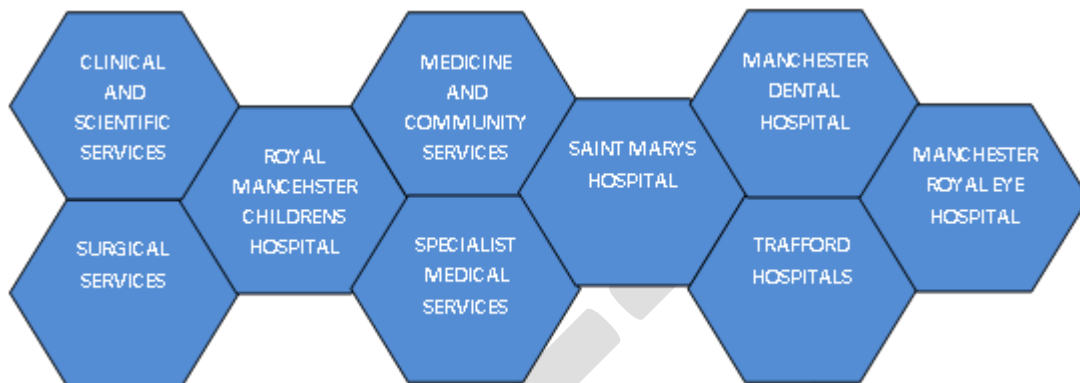 CLINICAL
AND
SCIENTIFIC
SERVICES
SURGICAL
SERVICES
ROYAL
MANCEHSTER
CHILDRENS
HOSPITAL
MEDICINE
AND
COMMUNITY
SERVICES
SPECIALIST
MEDICAL
SERVICES
SAINT MARYS
HOSPITAL
MANCHESTER
DENTAL
HOSPITAL
TRAFFORD
HOSPITALS
MANCHESTER
ROYAL EYE
HOSPITAL